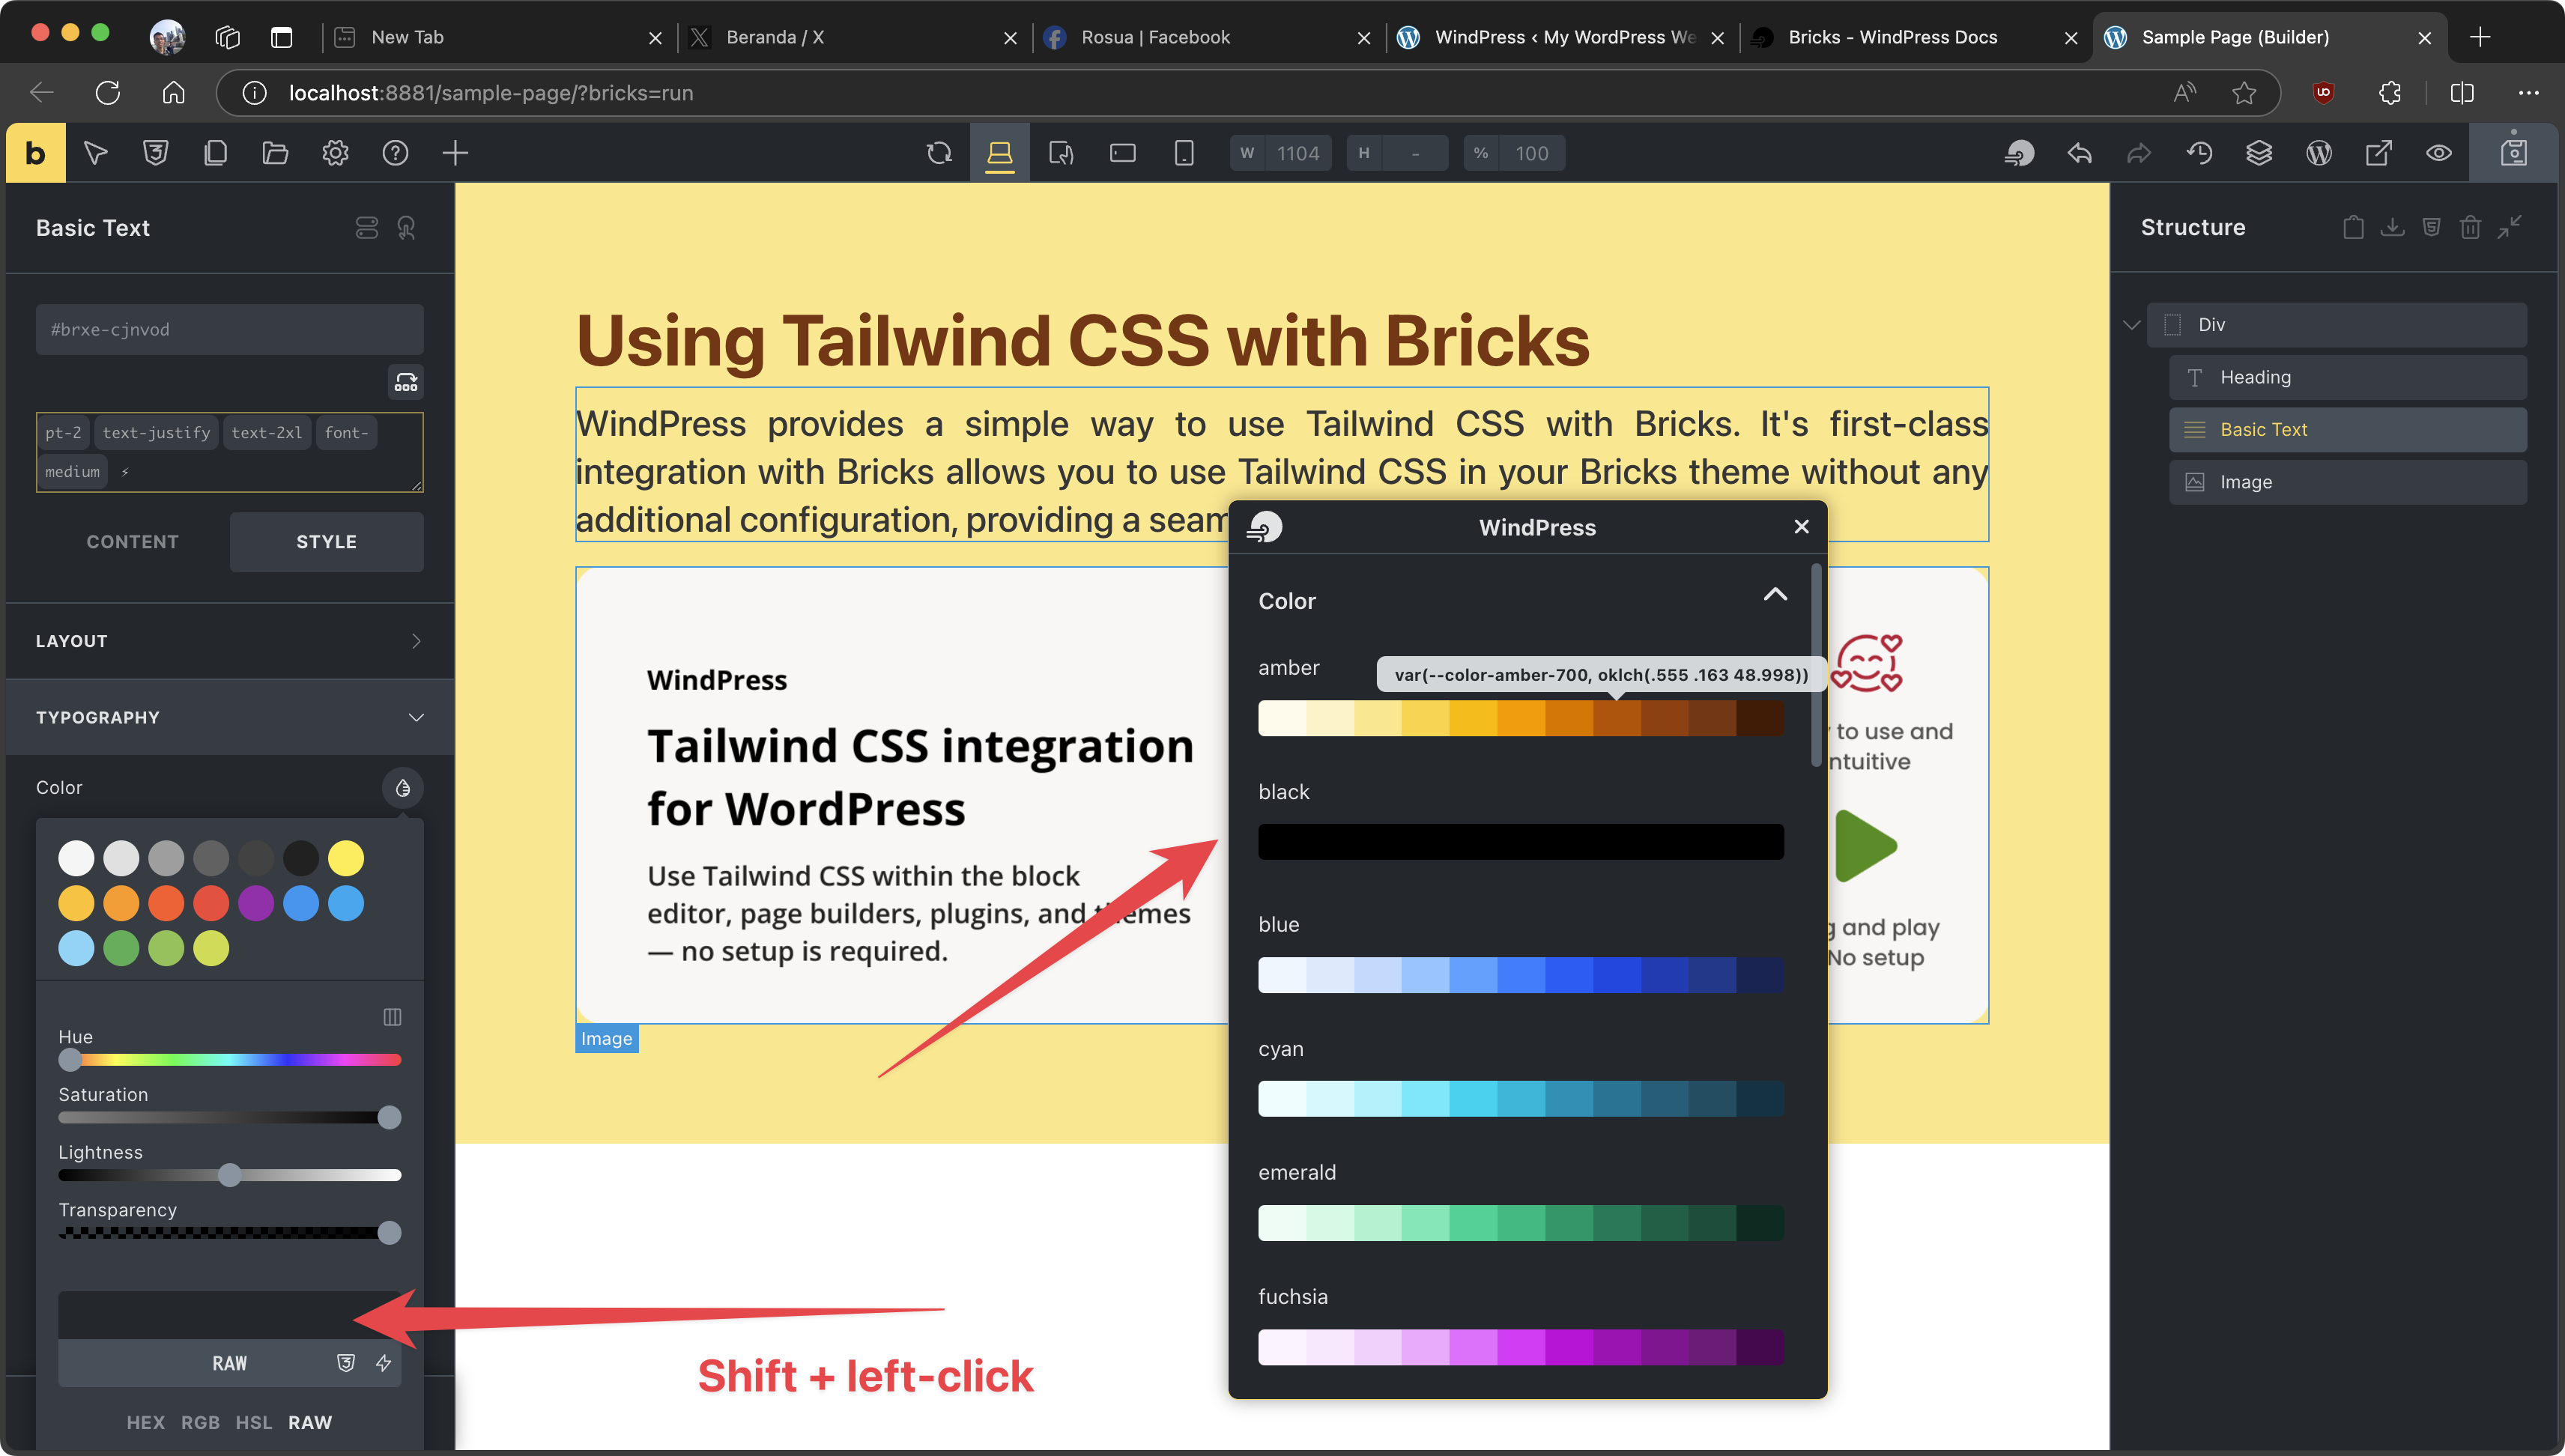 New Tab
Beranda / X
Rosua | Facebook
WindPress ‹ My WordPress We
Bricks - WindPress Docs
Sample Page (Builder)
localhost:8881/sample-page/?bricks=run
b
W 1104
H -
% 100
Basic Text
#brxe-cjnvod
pt-2 text-justify text-2xl font-
medium
CONTENT STYLE
LAYOUT
TYPOGRAPHY
Color
Hue
Saturation
Lightness
Transparency
RAW
HEX RGB HSL RAW
Using Tailwind CSS with Bricks
WindPress provides a simple way to use Tailwind CSS with Bricks. It's first-class
integration with Bricks allows you to use Tailwind CSS in your Bricks theme without any
additional configuration, providing a seam
WindPress
Tailwind CSS integration
for WordPress
Use Tailwind CSS within the block
editor, page builders, plugins, and themes
— no setup is required.
to use and
ntuitive
g and play
No setup
Image
Shift + left-click
WindPress
Color
amber
var(--color-amber-700, oklch(.555 .163 48.998))
black
blue
cyan
emerald
fuchsia
Structure
Div
Heading
Basic Text
Image